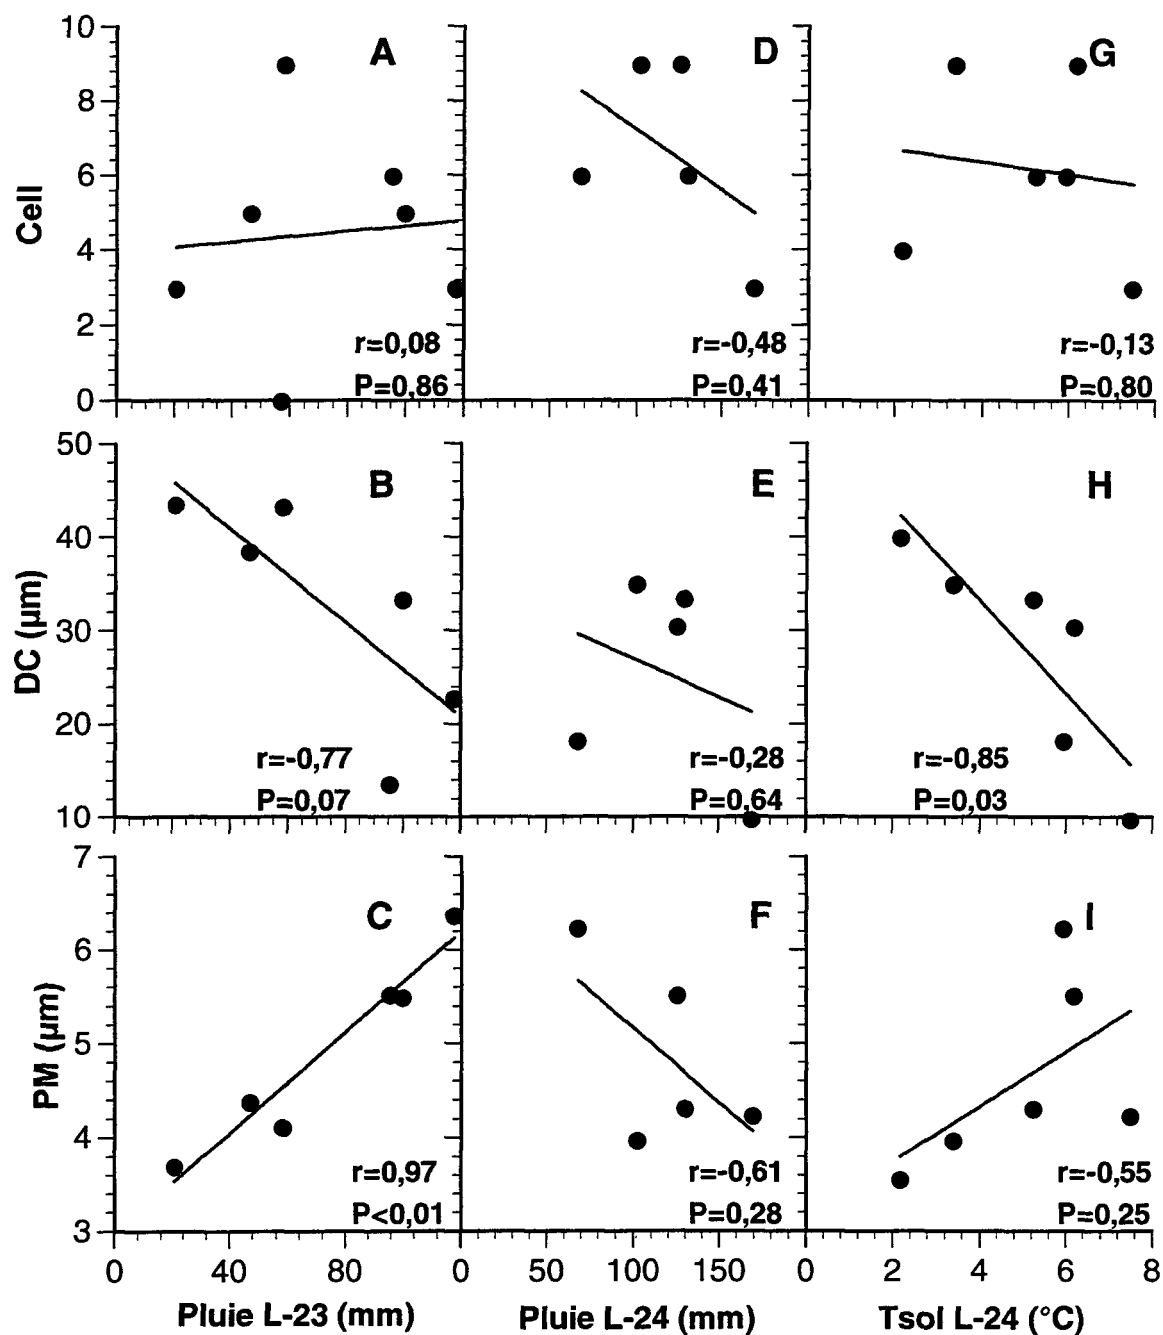 10
8
6
4
2
0
Cell
A
r=0,08
P=0,86
D
r=-0,48
P=0,41
G
r=-0,13
P=0,80
50
40
30
20
10
DC (µm)
B
r=-0,77
P=0,07
E
r=-0,28
P=0,64
H
r=-0,85
P=0,03
7
6
5
4
3
PM (µm)
C
r=0,97
P<0,01
F
r=-0,61
P=0,28
I
r=-0,55
P=0,25
0 40 80 0 50 100 150 0 2 4 6 8
Pluie L-23 (mm) Pluie L-24 (mm) Tsol L-24 (°C)